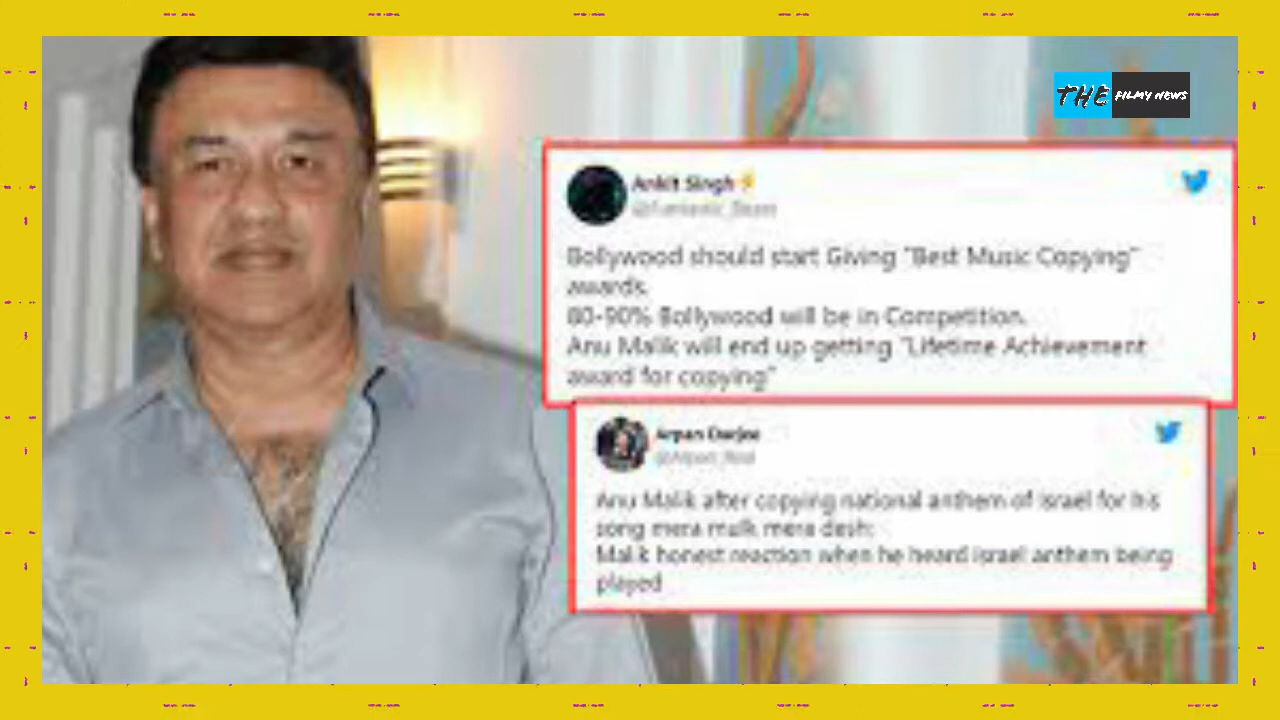 THE FILMY NEWS
Ankit Singh⚡
Bollywood should start Giving "Best Music Copying"
awards.
80-90% Bollywood will be in Competition.
Anu Malik will end up getting "Lifetime Achievement
award for copying"
Arpan
Anu Malik after copying national anthem of Israel for his
song mera mulk mera desh:
Malik honest reaction when he heard israel anthem being
played